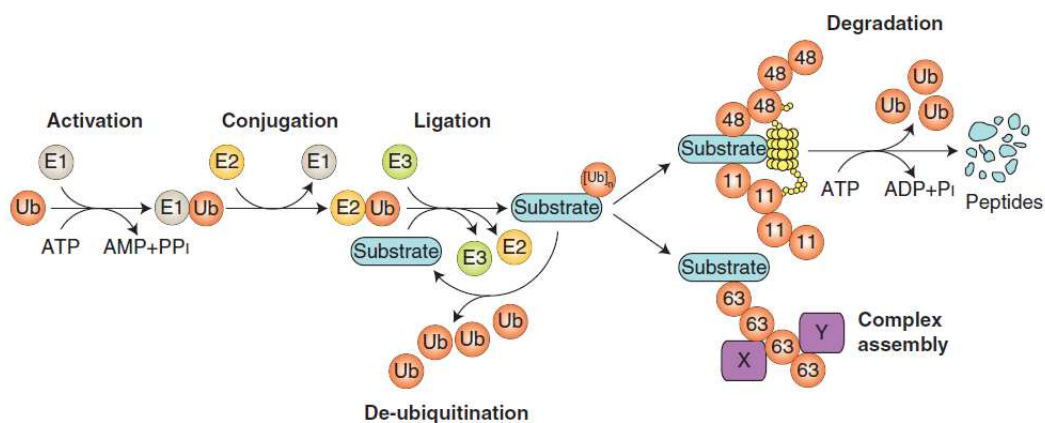 Degradation
Activation
Conjugation
Ligation
E1
E2
E1
E3
Ub
E1
Ub
E2
Ub
ATP
AMP+PPI
Substrate
E3
E2
[Ub]n
Substrate
Ub
Ub
Ub
Ub
De-ubiquitination
48
48
48
48
Substrate
11
11
11
11
Ub
Ub
Ub
ATP
ADP+PI
Peptides
Substrate
63
63
63
63
X
Y
Complex
assembly